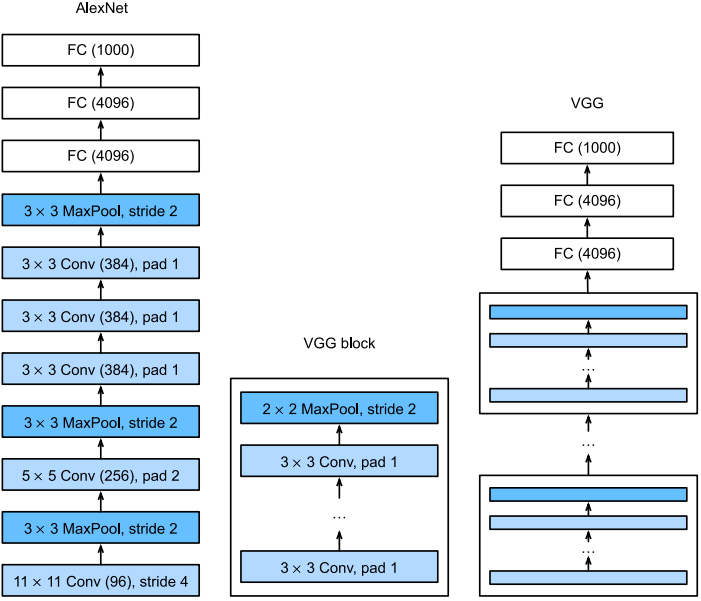 AlexNet
FC (1000)
FC (4096)
FC (4096)
3 × 3 MaxPool, stride 2
3 × 3 Conv (384), pad 1
3 × 3 Conv (384), pad 1
3 × 3 Conv (384), pad 1
3 × 3 MaxPool, stride 2
5 × 5 Conv (256), pad 2
3 × 3 MaxPool, stride 2
11 × 11 Conv (96), stride 4
VGG block
2 × 2 MaxPool, stride 2
3 × 3 Conv, pad 1
...
3 × 3 Conv, pad 1
VGG
FC (1000)
FC (4096)
FC (4096)
...
...
...